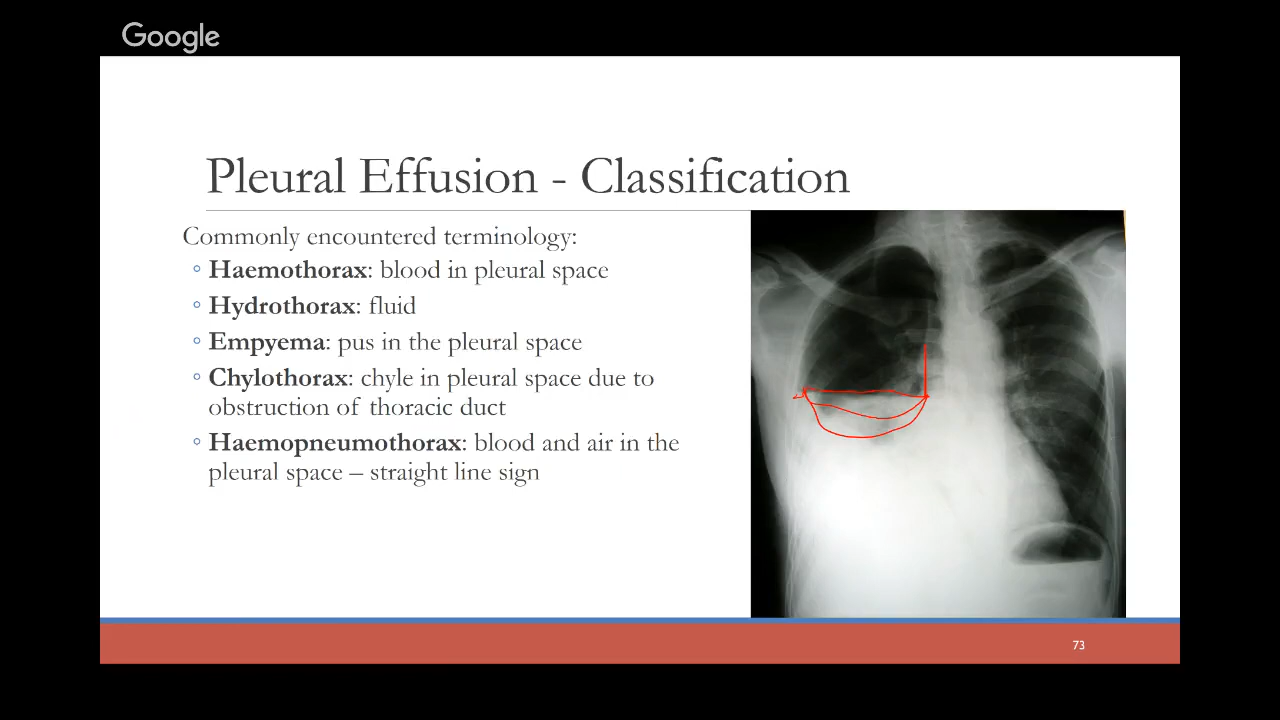 Google
Pleural Effusion - Classification
Commonly encountered terminology:
◦ Haemothorax: blood in pleural space
◦ Hydrothorax: fluid
◦ Empyema: pus in the pleural space
◦ Chylothorax: chyle in pleural space due to
obstruction of thoracic duct
◦ Haemopneumothorax: blood and air in the
pleural space – straight line sign
73